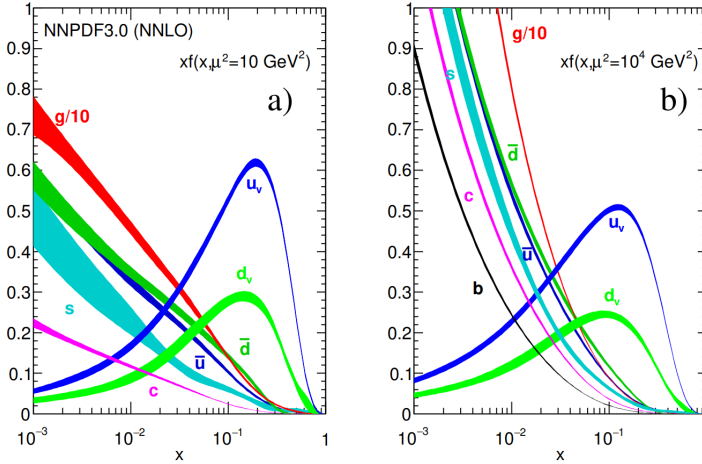 NNPDF3.0 (NNLO)
xf(x,μ²=10 GeV²)
a)
g/10
u_v
d_v
s
c
ū
d̄
1
0.9
0.8
0.7
0.6
0.5
0.4
0.3
0.2
0.1
0
10⁻³
10⁻²
10⁻¹
1
x
g/10
xf(x,μ²=10⁴ GeV²)
b)
s
d̄
c
ū
u_v
b
d_v
1
0.9
0.8
0.7
0.6
0.5
0.4
0.3
0.2
0.1
0
10⁻³
10⁻²
10⁻¹
1
x